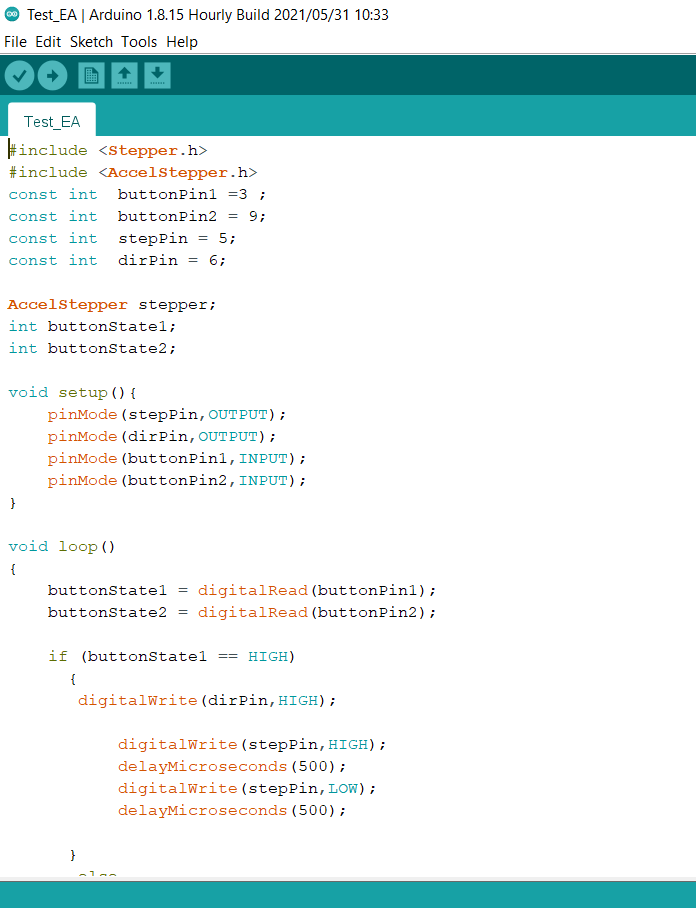 Test_EA | Arduino 1.8.15 Hourly Build 2021/05/31 10:33
File Edit Sketch Tools Help
Test_EA
#include <Stepper.h>
#include <AccelStepper.h>
const int  buttonPin1 =3 ;
const int  buttonPin2 = 9;
const int  stepPin = 5;
const int  dirPin = 6;
AccelStepper stepper;
int buttonState1;
int buttonState2;
void setup(){
    pinMode(stepPin,OUTPUT);
    pinMode(dirPin,OUTPUT);
    pinMode(buttonPin1,INPUT);
    pinMode(buttonPin2,INPUT);
}
void loop()
{
    buttonState1 = digitalRead(buttonPin1);
    buttonState2 = digitalRead(buttonPin2);
    if (buttonState1 == HIGH)
      {
       digitalWrite(dirPin,HIGH);
           digitalWrite(stepPin,HIGH);
           delayMicroseconds(500);
           digitalWrite(stepPin,LOW);
           delayMicroseconds(500);
      }
       else